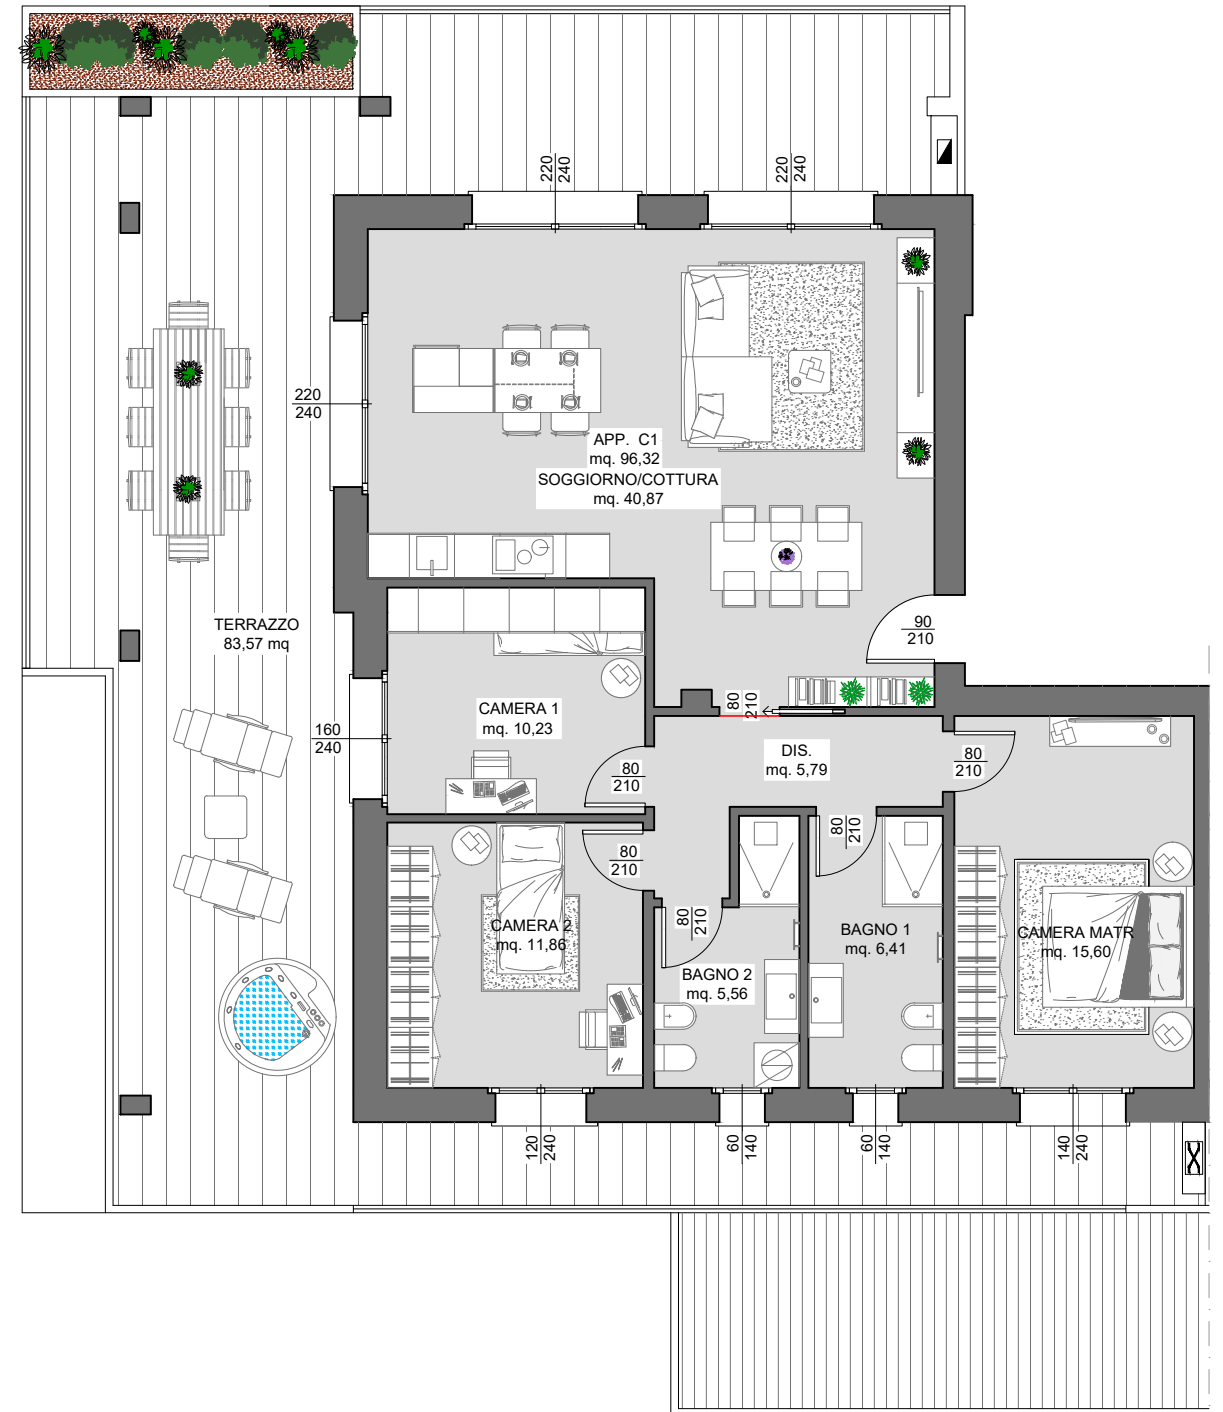 220
240
220
240
220
240
APP. C1
mq. 96,32
SOGGIORNO/COTTURA
mq. 40,87
TERRAZZO
83,57 mq
90
210
160
240
CAMERA 1
mq. 10,23
80
210
80
210
DIS.
mq. 5,79
80
210
80
210
80
210
80
210
CAMERA 2
mq. 11,86
BAGNO 2
mq. 5,56
BAGNO 1
mq. 6,41
CAMERA MATR
mq. 15,60
120
240
60
140
60
140
140
240